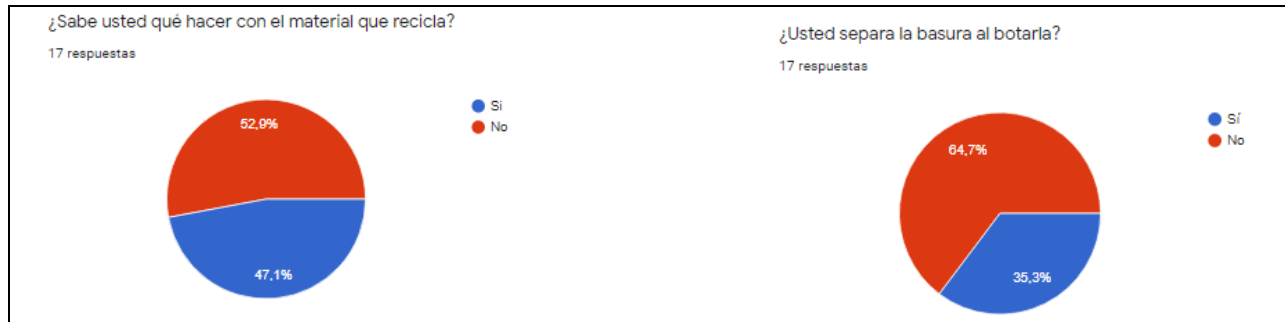 ¿Sabe usted qué hacer con el material que recicla?
17 respuestas
Si
No
52,9%
47,1%
¿Usted separa la basura al botarla?
17 respuestas
Sí
No
64,7%
35,3%